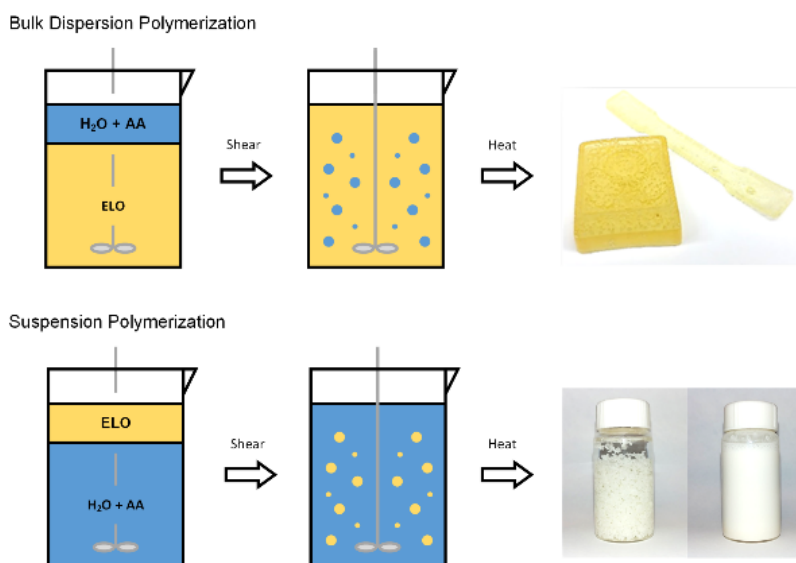 Bulk Dispersion Polymerization
H₂O + AA
Shear
Heat
ELO
Suspension Polymerization
ELO
Shear
Heat
H₂O + AA